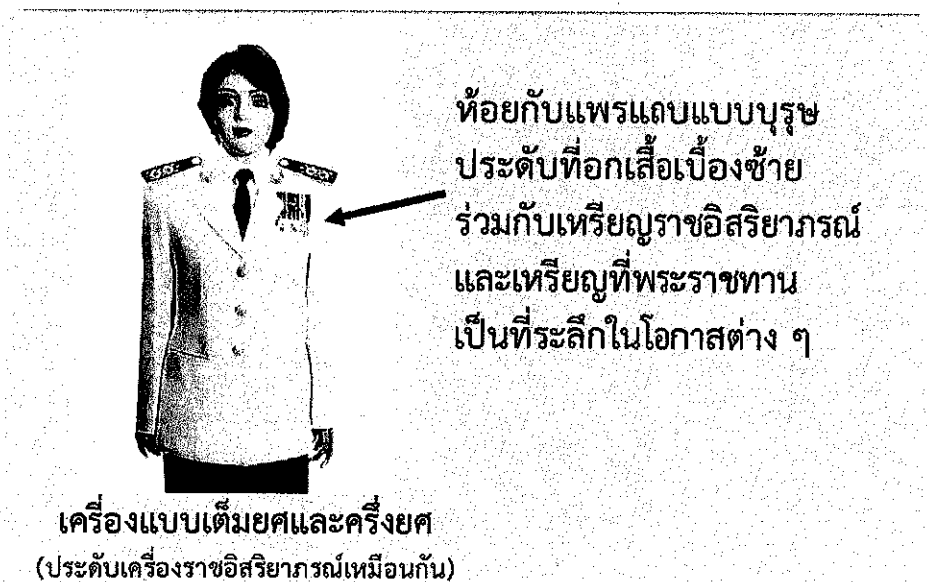 ห้อยกับแพรแถบแบบบุรุษ
ประดับที่อกเสื้อเบื้องซ้าย
ร่วมกับเหรียญราชอิสริยาภรณ์
และเหรียญที่พระราชทาน
เป็นที่ระลึกในโอกาสต่าง ๆ
เครื่องแบบเต็มยศและครึ่งยศ
(ประดับเครื่องราชอิสริยาภรณ์เหมือนกัน)